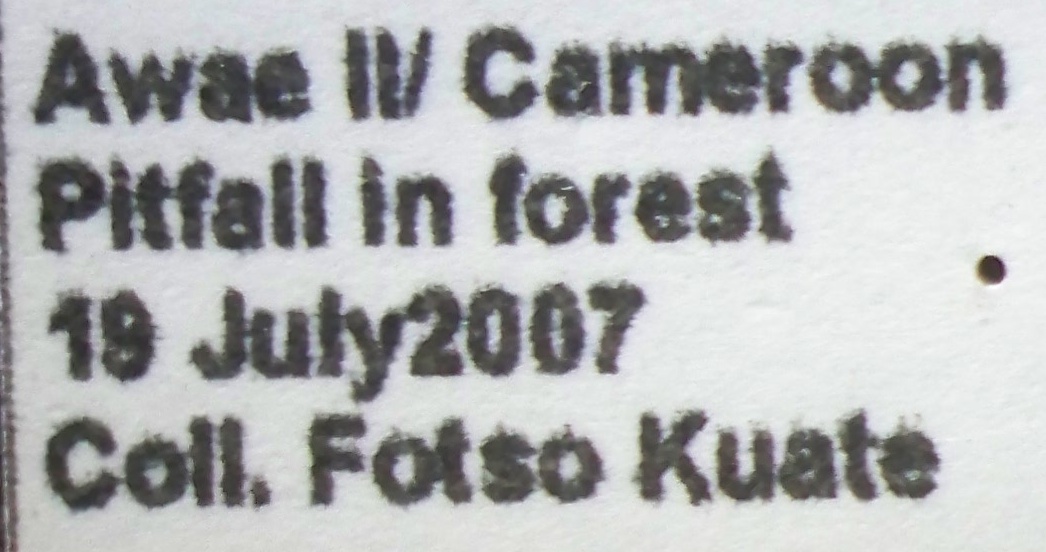 Awae II/ Cameroon
Pitfall in forest
19 July2007
Coll. Fotso Kuate